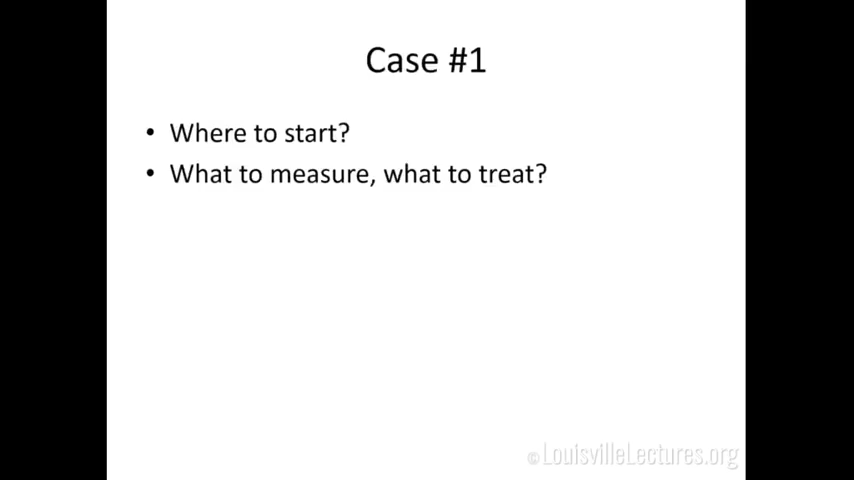 Case #1
• Where to start?
• What to measure, what to treat?
© LouisvilleLectures.org